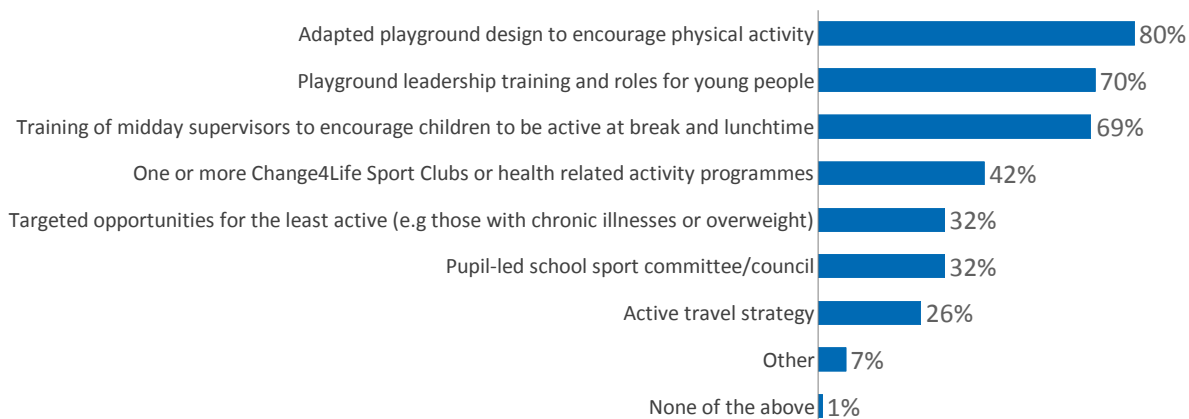 Adapted playground design to encourage physical activity 80%
Playground leadership training and roles for young people 70%
Training of midday supervisors to encourage children to be active at break and lunchtime 69%
One or more Change4Life Sport Clubs or health related activity programmes 42%
Targeted opportunities for the least active (e.g those with chronic illnesses or overweight) 32%
Pupil-led school sport committee/council 32%
Active travel strategy 26%
Other 7%
None of the above 1%